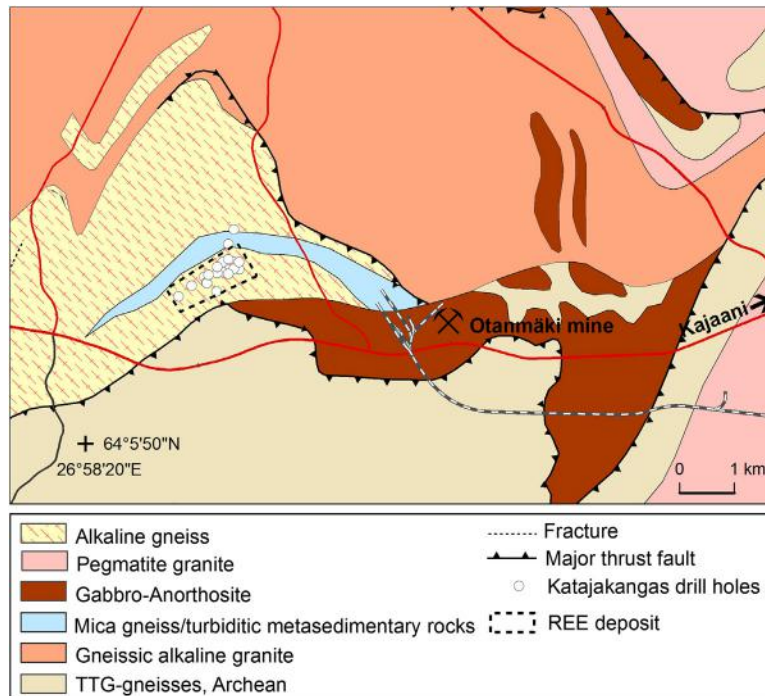 Otanmäki mine
Kajaani
64°5'50"N
26°58'20"E
0 1 km
Alkaline gneiss
Pegmatite granite
Gabbro-Anorthosite
Mica gneiss/turbiditic metasedimentary rocks
Gneissic alkaline granite
TTG-gneisses, Archean
Fracture
Major thrust fault
Katajakangas drill holes
REE deposit